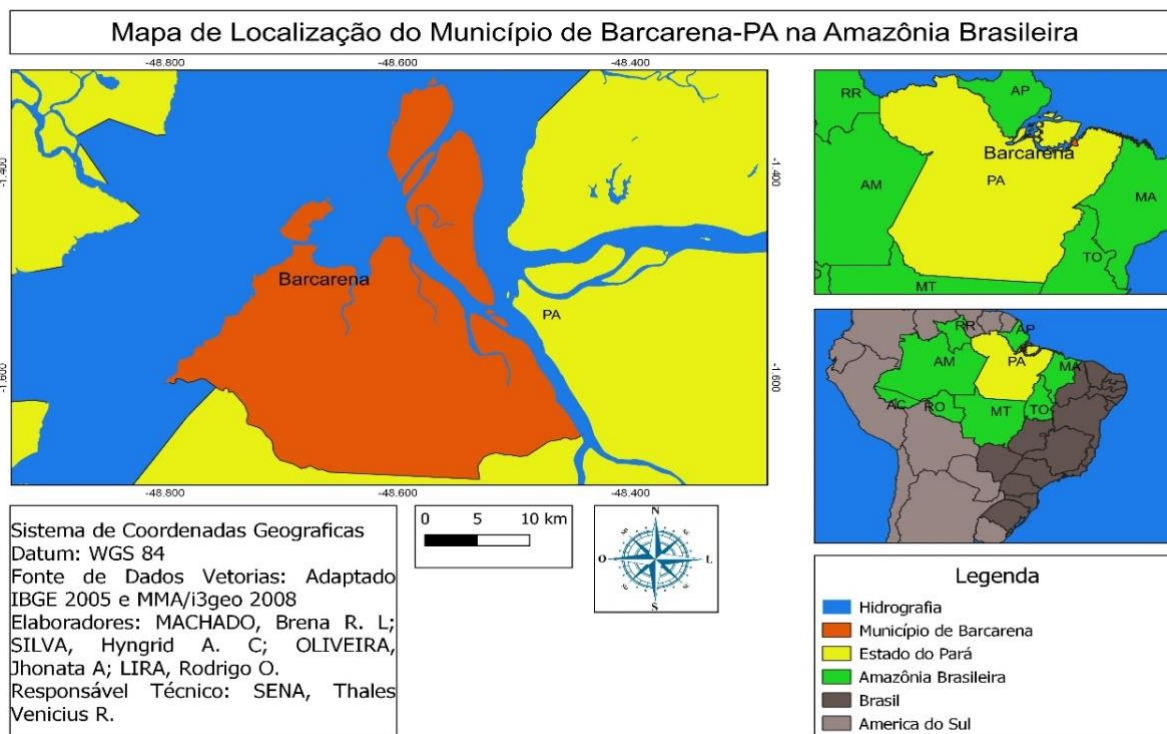 Mapa de Localização do Município de Barcarena-PA na Amazônia Brasileira
-48.800
-48.600
-48.400
-1.400
-1.400
Barcarena
PA
-1.600
-1.600
-48.800
-48.600
-48.400
RR
AP
Barcarena
AM
PA
MA
TO
MT
RR
AP
AM
PA
MA
AC
RO
MT
TO
Sistema de Coordenadas Geograficas
Datum: WGS 84
Fonte de Dados Vetorias: Adaptado
IBGE 2005 e MMA/i3geo 2008
Elaboradores: MACHADO, Brena R. L;
SILVA, Hyngrid A. C; OLIVEIRA,
Jhonata A; LIRA, Rodrigo O.
Responsável Técnico: SENA, Thales
Venicius R.
0 5 10 km
N
O L
S
Legenda
Hidrografia
Município de Barcarena
Estado do Pará
Amazônia Brasileira
Brasil
America do Sul